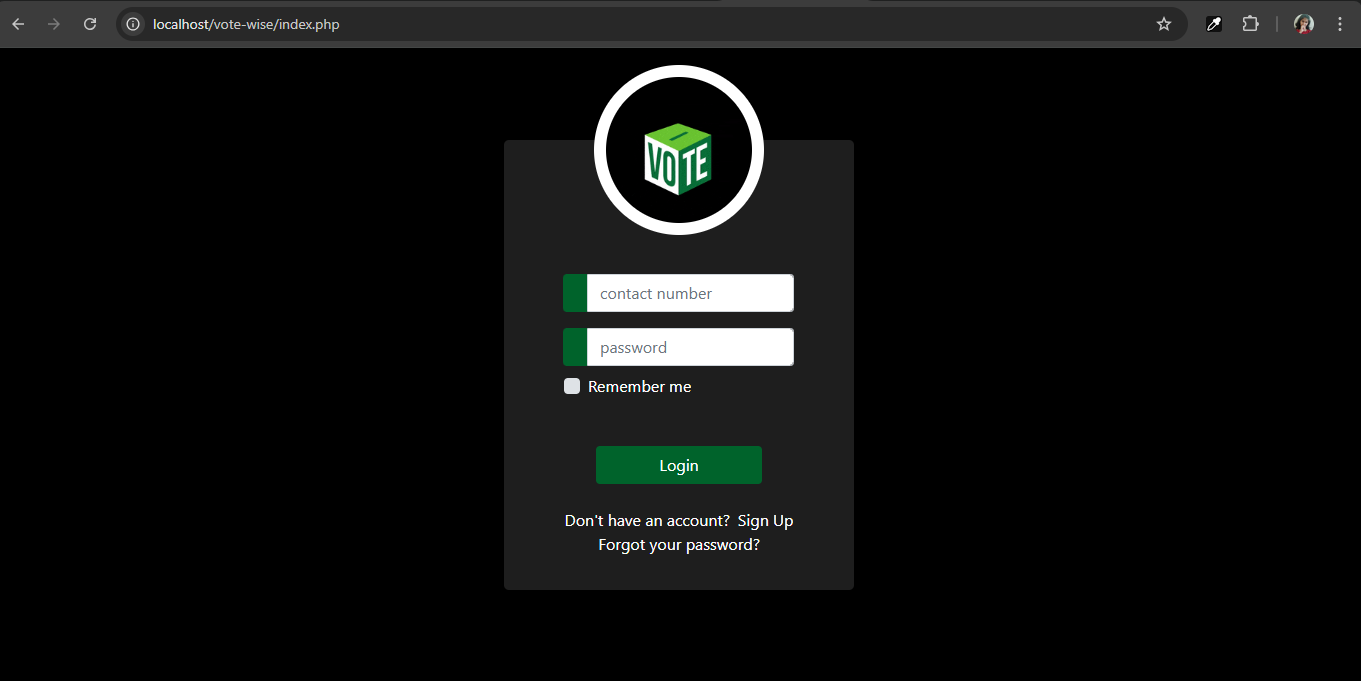 localhost/vote-wise/index.php
VOTE
contact number
password
Remember me
Login
Don't have an account? Sign Up
Forgot your password?